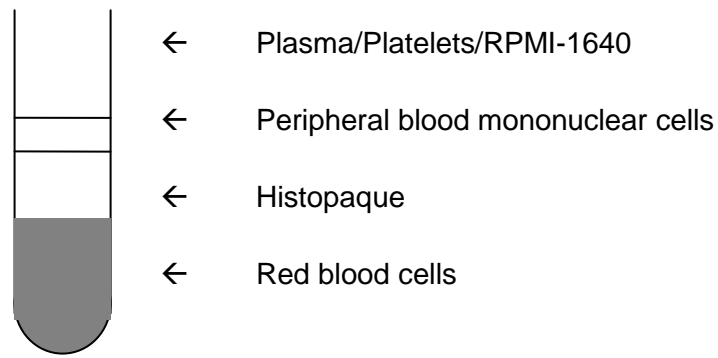 ← Plasma/Platelets/RPMI-1640
← Peripheral blood mononuclear cells
← Histopaque
← Red blood cells